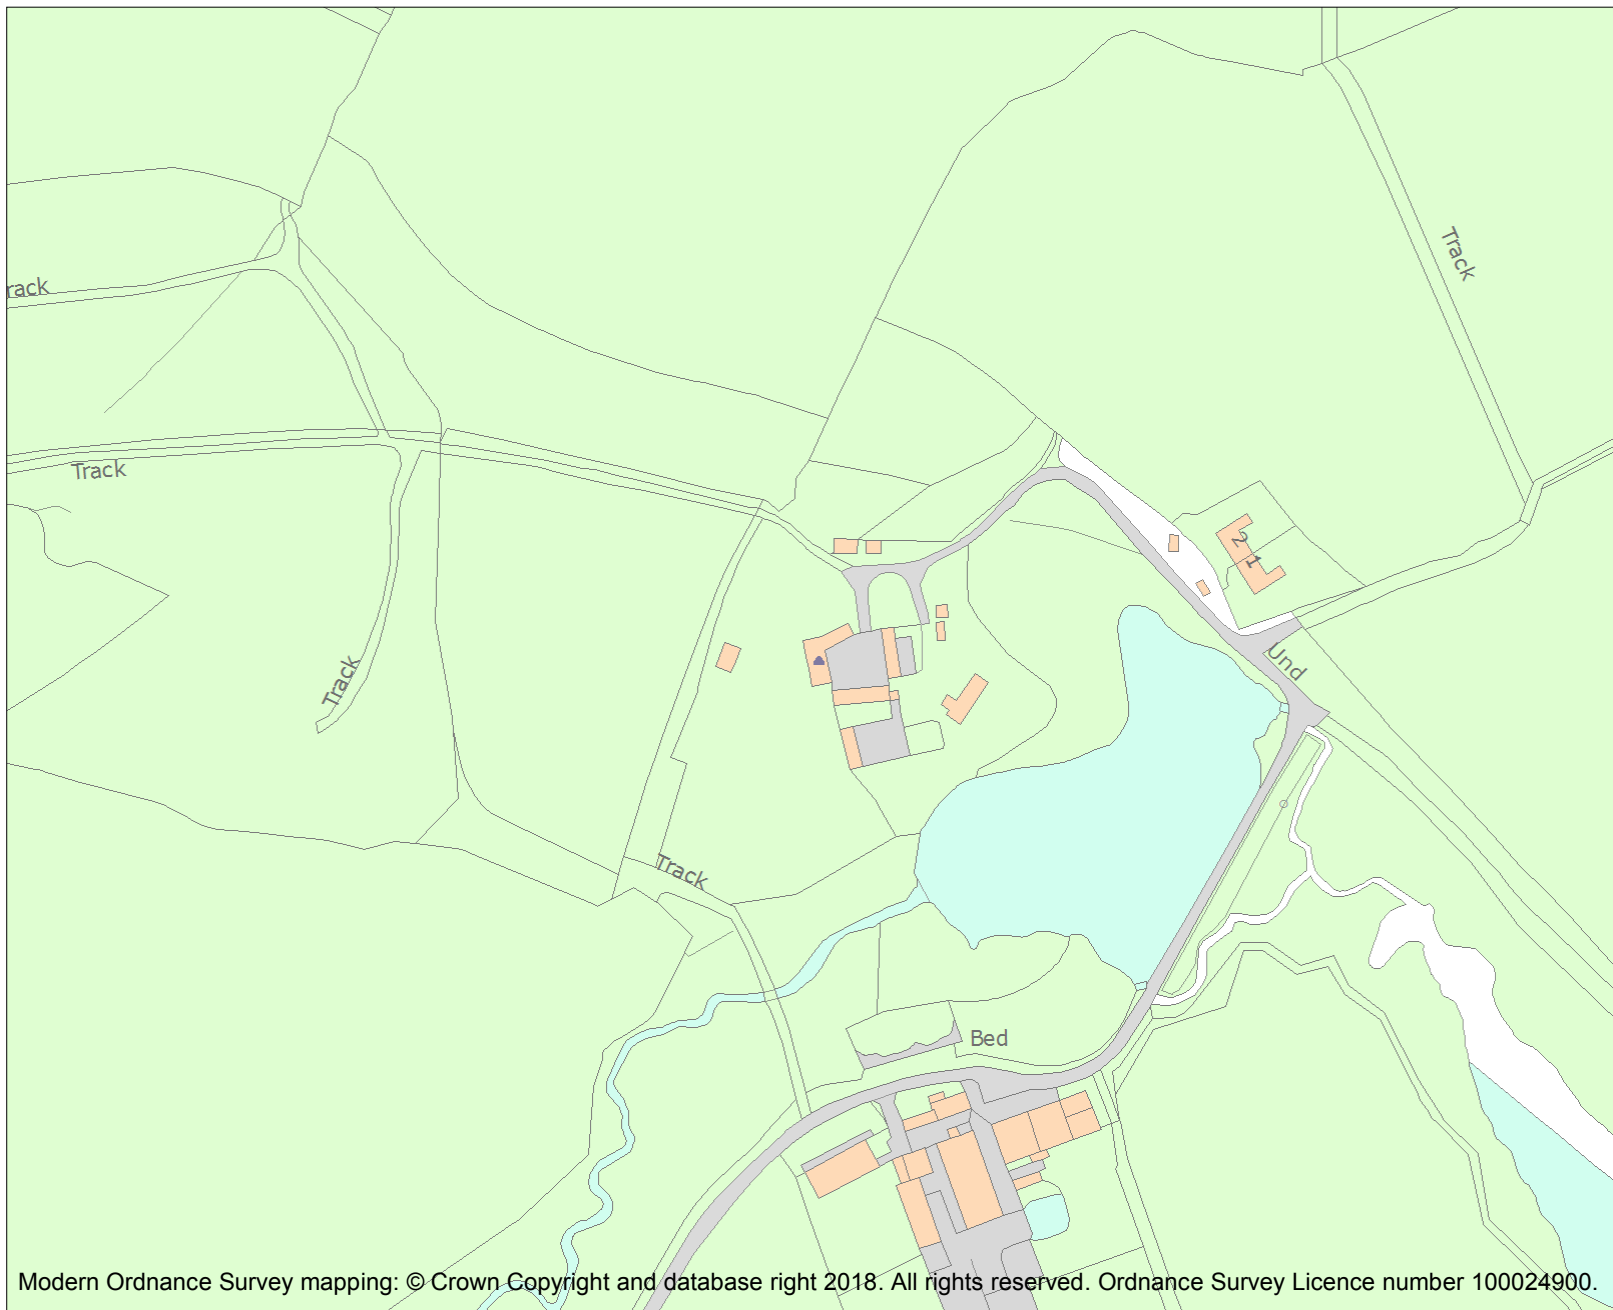 Track
rack
Track
2
1
Und
Track
Track
Bed
Modern Ordnance Survey mapping: © Crown Copyright and database right 2018. All rights reserved. Ordnance Survey Licence number 100024900.